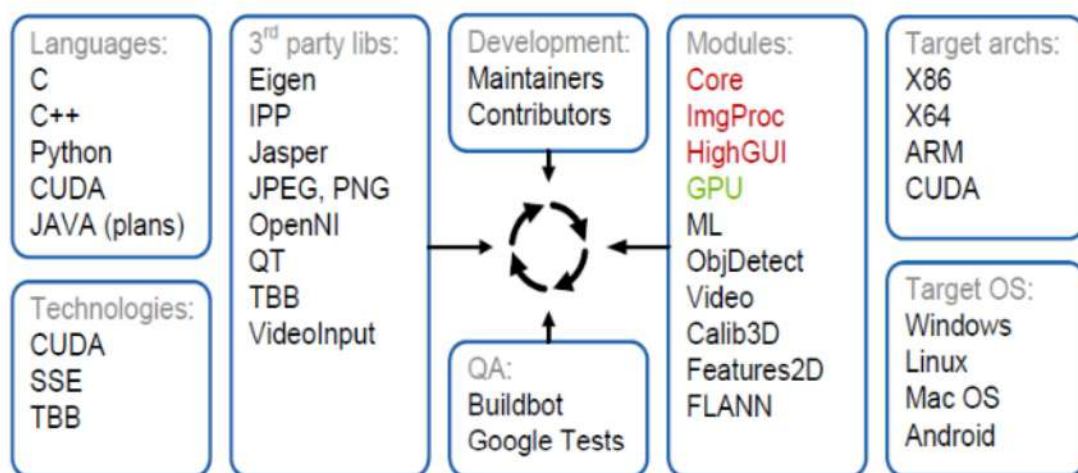 Languages:
C
C++
Python
CUDA
JAVA (plans)
Technologies:
CUDA
SSE
TBB
3rd party libs:
Eigen
IPP
Jasper
JPEG, PNG
OpenNI
QT
TBB
VideoInput
Development:
Maintainers
Contributors
QA:
Buildbot
Google Tests
Modules:
Core
ImgProc
HighGUI
GPU
ML
ObjDetect
Video
Calib3D
Features2D
FLANN
Target archs:
X86
X64
ARM
CUDA
Target OS:
Windows
Linux
Mac OS
Android